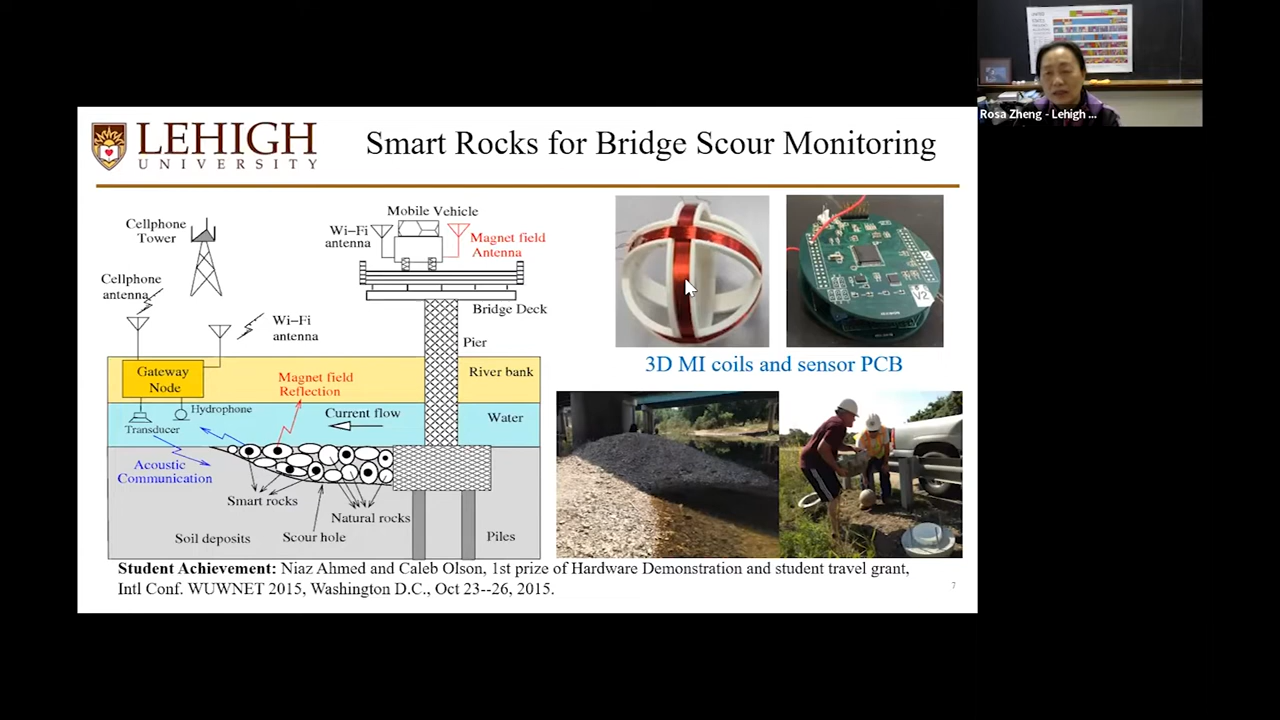 Rosa Zheng - Lehigh ...
LEHIGH
UNIVERSITY
Smart Rocks for Bridge Scour Monitoring
Cellphone
Tower
Cellphone
antenna
Wi-Fi
antenna
Mobile Vehicle
Wi-Fi
antenna
Magnet field
Antenna
Bridge Deck
Pier
River bank
Gateway
Node
Magnet field
Reflection
Hydrophone
Current flow
Water
Transducer
Acoustic
Communication
Smart rocks
Natural rocks
Soil deposits
Scour hole
Piles
V2
3D MI coils and sensor PCB
Student Achievement: Niaz Ahmed and Caleb Olson, 1st prize of Hardware Demonstration and student travel grant,
Intl Conf. WUWNET 2015, Washington D.C., Oct 23--26, 2015.
7